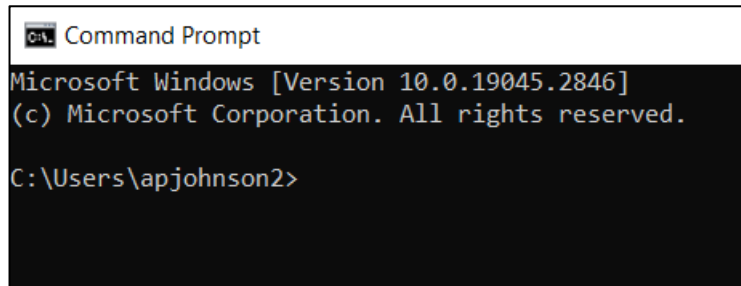 C:\. Command Prompt
Microsoft Windows [Version 10.0.19045.2846]
(c) Microsoft Corporation. All rights reserved.
C:\Users\apjohnson2>